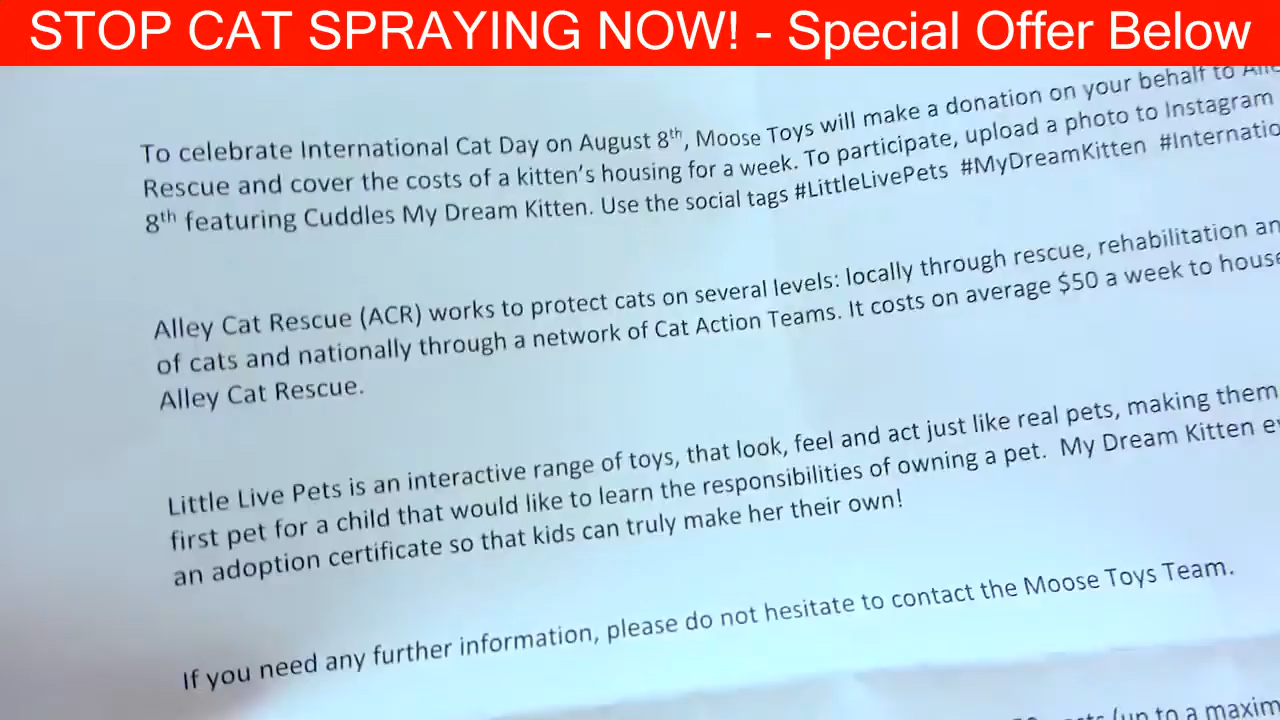 STOP CAT SPRAYING NOW! - Special Offer Below
To celebrate International Cat Day on August 8th, Moose Toys will make a donation on your behalf to
Rescue and cover the costs of a kitten's housing for a week. To participate, upload a photo to Instagram
8th featuring Cuddles My Dream Kitten. Use the social tags #LittleLivePets #MyDreamKitten #Internatio
Alley Cat Rescue (ACR) works to protect cats on several levels: locally through rescue, rehabilitation an
of cats and nationally through a network of Cat Action Teams. It costs on average $50 a week to house
Alley Cat Rescue.
Little Live Pets is an interactive range of toys, that look, feel and act just like real pets, making them
first pet for a child that would like to learn the responsibilities of owning a pet. My Dream Kitten
an adoption certificate so that kids can truly make her their own!
If you need any further information, please do not hesitate to contact the Moose Toys Team.
(up to a maxim